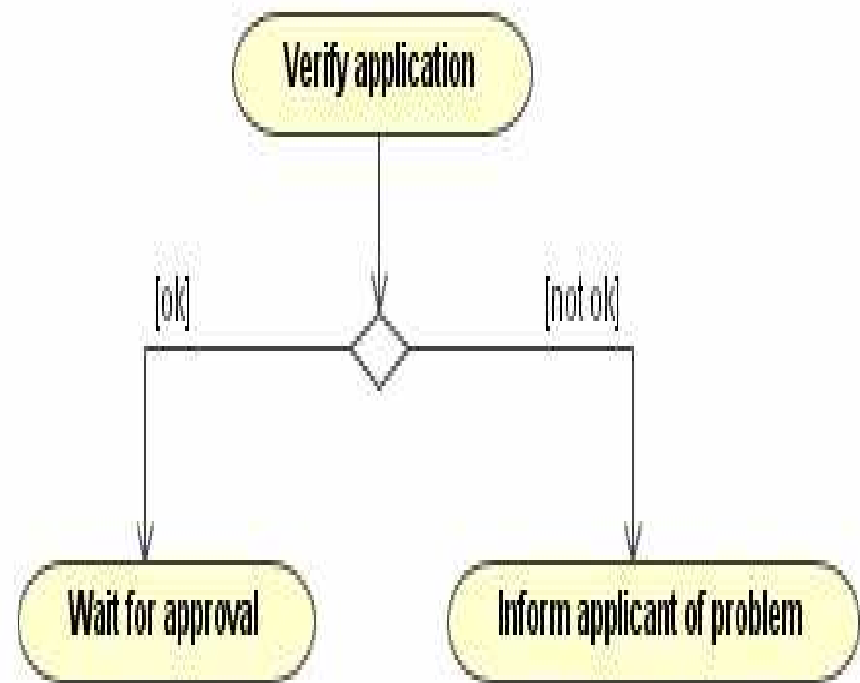 Verify application
[ok]
[not ok]
Wait for approval
Inform applicant of problem